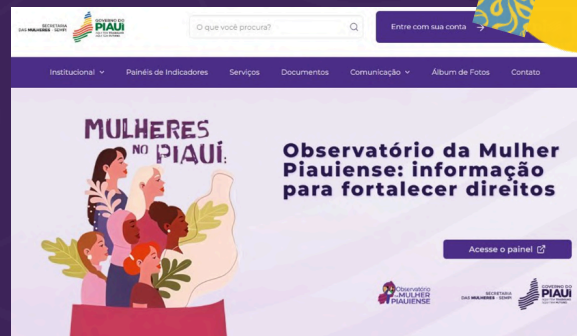 SECRETARIA
DAS MULHERES - SEMPI
GOVERNO DO
PIAUÍ
O que você procura?
Entre com sua conta
Institucional
Painéis de Indicadores
Serviços
Documentos
Comunicação
Álbum de Fotos
Contato
MULHERES
NO PIAUÍ:
Observatório da Mulher
Piauiense: informação
para fortalecer direitos
Acesse o painel
Observatório
da MULHER
PIAUIENSE
SECRETARIA
DAS MULHERES - SEMPI
GOVERNO DO
PIAUÍ